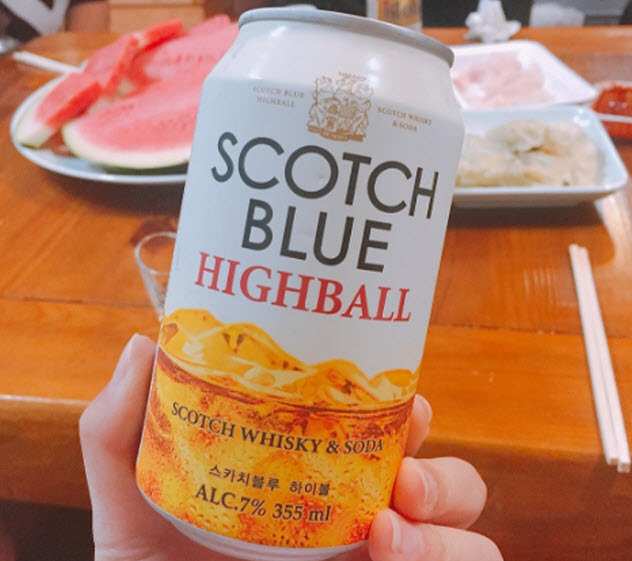 SCOTCH BLUE
HIGHBALL
SCOTCH WHISKY
& SODA
SCOTCH
BLUE
HIGHBALL
SCOTCH WHISKY & SODA
스카치블루 하이볼
ALC.7% 355 ml